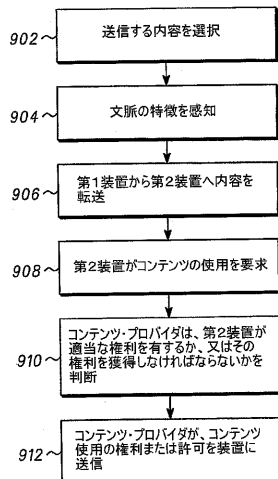 902
送信する内容を選択
904
文脈の特徴を感知
906
第1装置から第2装置へ内容を
転送
908
第2装置がコンテンツの使用を要求
910
コンテンツ・プロバイダは、第2装置が
適当な権利を有するか、又はその
権利を獲得しなければならないかを
判断
912
コンテンツ・プロバイダが、コンテンツ
使用の権利または許可を装置に
送信